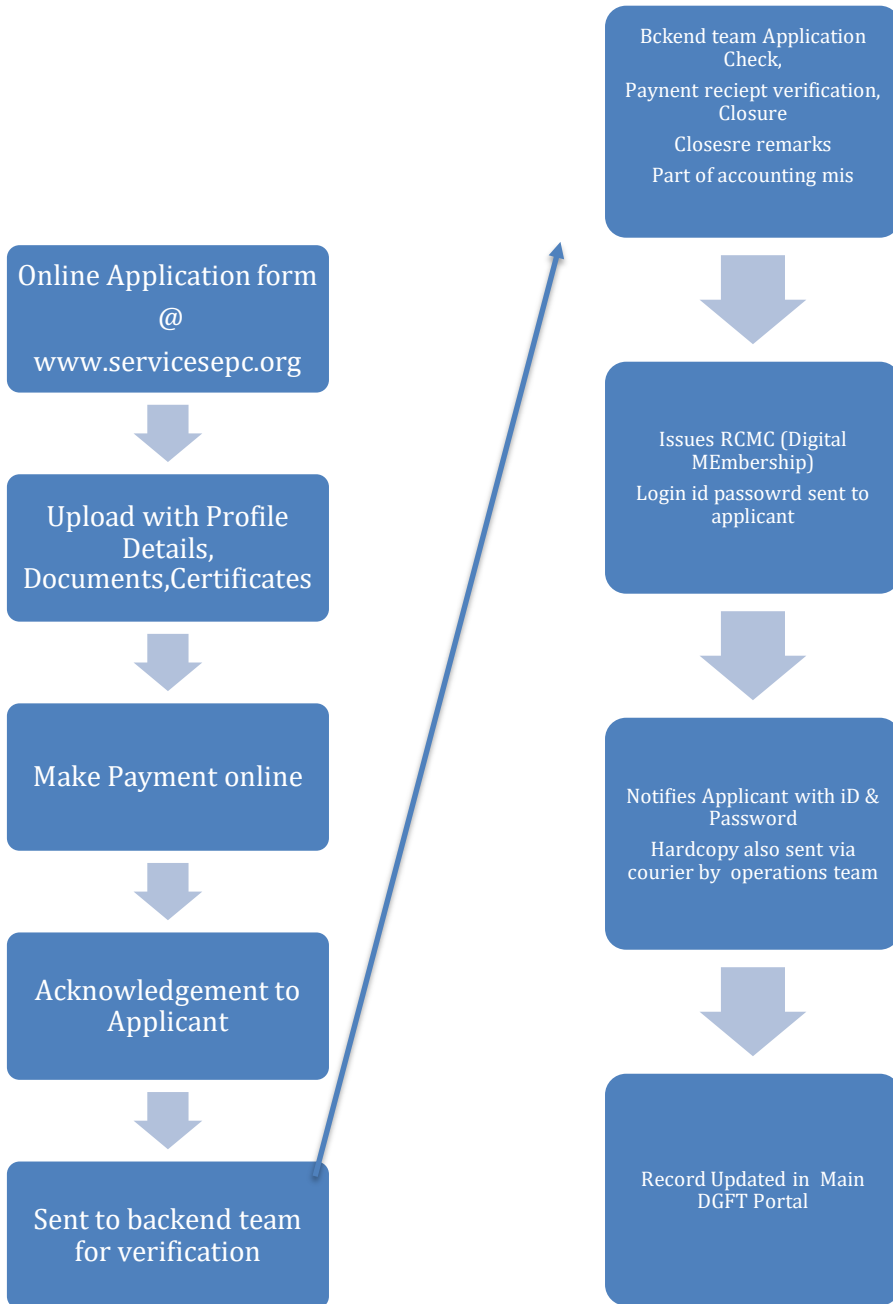 Online Application form
@
www.servicesepc.org
Upload with Profile
Details,
Documents,Certificates
Make Payment online
Acknowledgement to
Applicant
Sent to backend team
for verification
Bckend team Application
Check,
Paynent reciept verification,
Closure
Closesre remarks
Part of accounting mis
Issues RCMC (Digital
MEmbership)
Login id passowrd sent to
applicant
Notifies Applicant with iD &
Password
Hardcopy also sent via
courier by operations team
Record Updated in Main
DGFT Portal